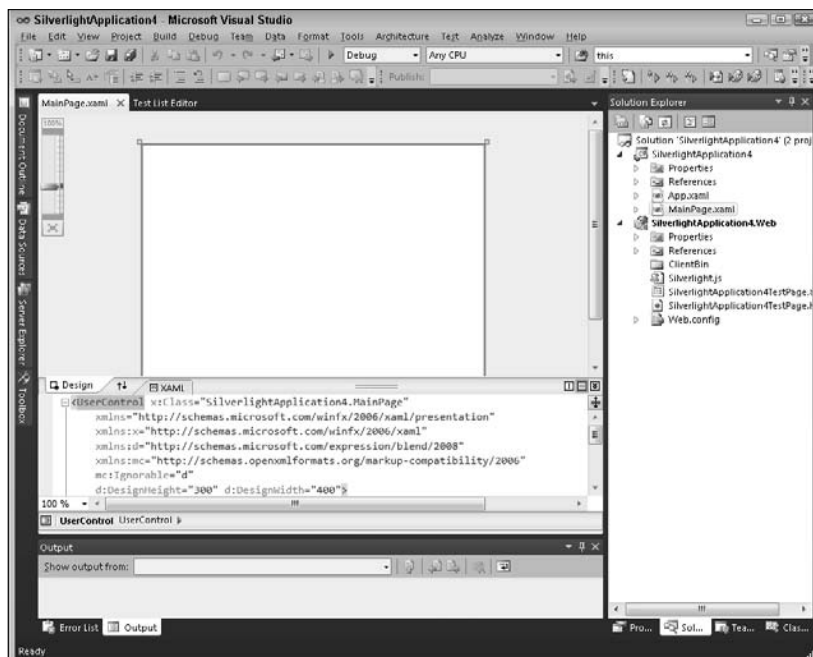 SilverlightApplication4 - Microsoft Visual Studio
File Edit View Project Build Debug Team Data Format Tools Architecture Test Analyze Window Help
Debug Any CPU this
Publish:
MainPage.xaml Test List Editor
100%
Document Outline
Data Sources
Server Explorer
Toolbox
Design XAML
<UserControl x:Class="SilverlightApplication4.MainPage"
xmlns="http://schemas.microsoft.com/winfx/2006/xaml/presentation"
xmlns:x="http://schemas.microsoft.com/winfx/2006/xaml"
xmlns:d="http://schemas.microsoft.com/expression/blend/2008"
xmlns:mc="http://schemas.openxmlformats.org/markup-compatibility/2006"
mc:Ignorable="d"
d:DesignHeight="300" d:DesignWidth="400">
100 %
UserControl UserControl
Output
Show output from:
Error List Output
Solution Explorer
Solution 'SilverlightApplication4' (2 proj
SilverlightApplication4
Properties
References
App.xaml
MainPage.xaml
SilverlightApplication4.Web
Properties
References
ClientBin
Silverlight.js
SilverlightApplication4TestPage.
SilverlightApplication4TestPage.
Web.config
Pro... Sol... Tea... Clas...
Ready